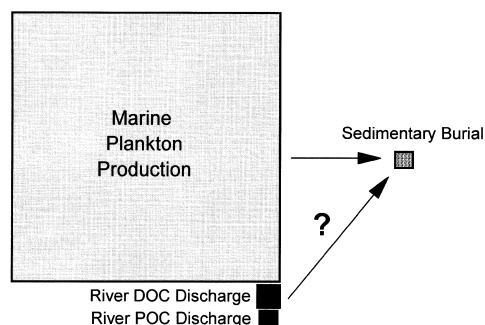 Marine
Plankton
Production
Sedimentary Burial
?
River DOC Discharge
River POC Discharge